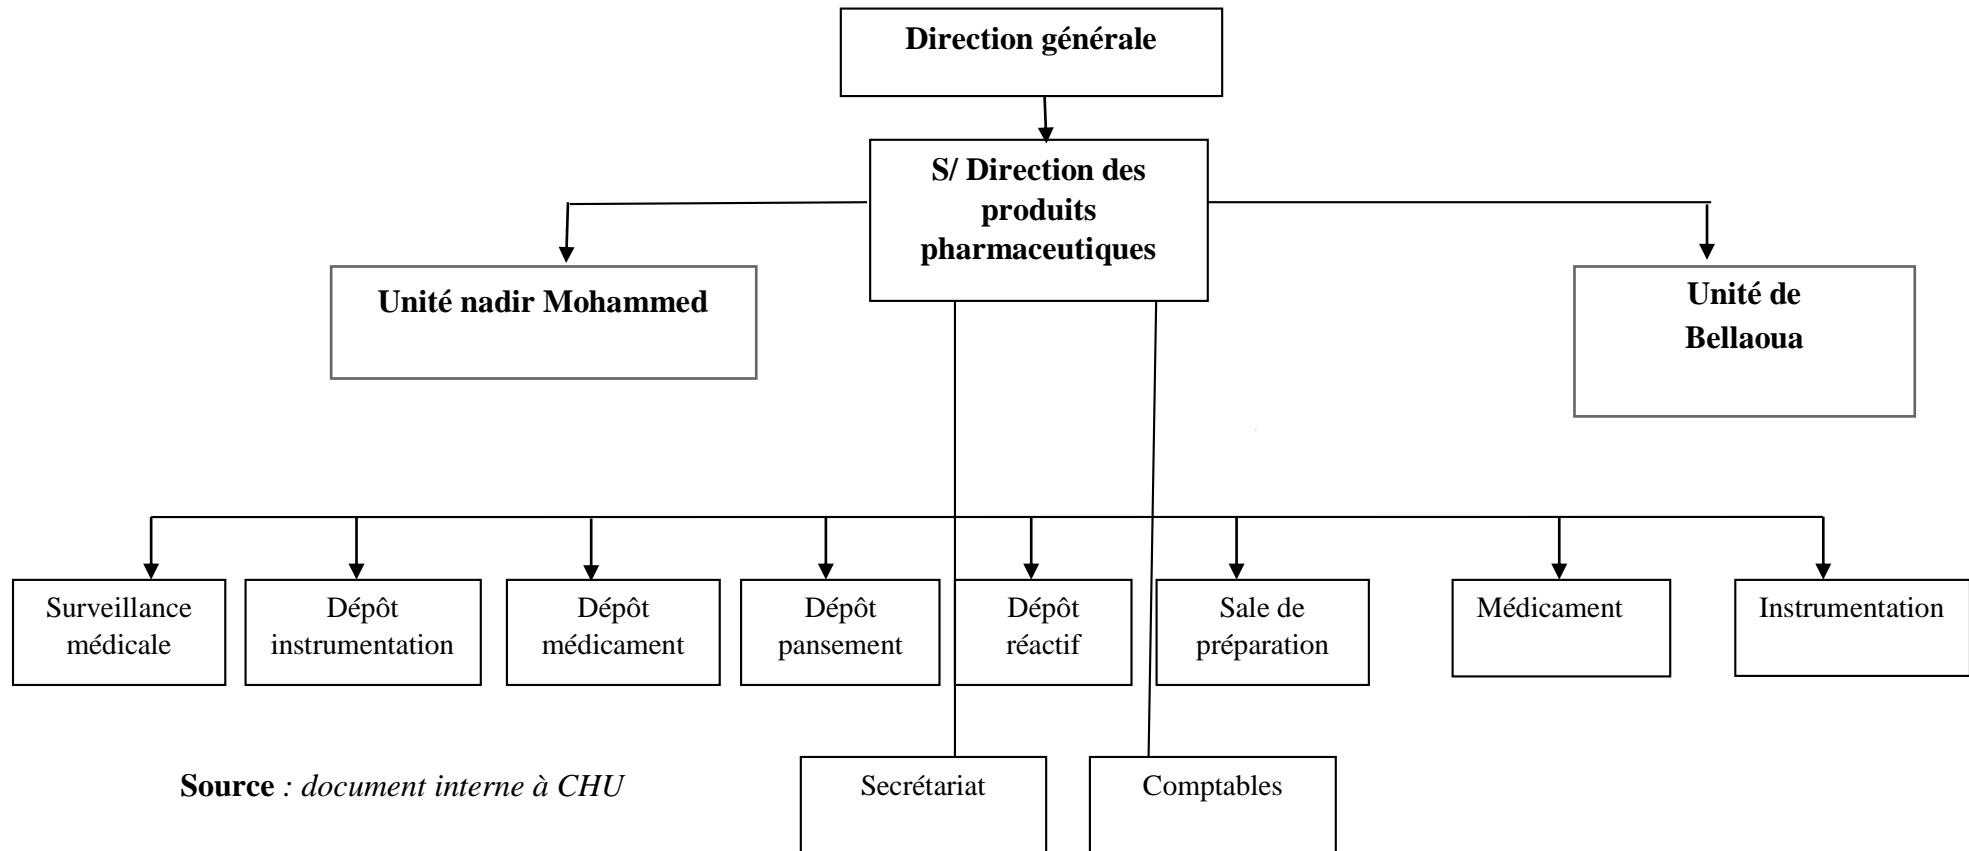 Direction générale
S/ Direction des
produits
pharmaceutiques
Unité nadir Mohammed
Unité de
Bellaoua
Surveillance
médicale
Dépôt
instrumentation
Dépôt
médicament
Dépôt
pansement
Dépôt
réactif
Sale de
préparation
Médicament
Instrumentation
Source : document interne à CHU
Secrétariat
Comptables